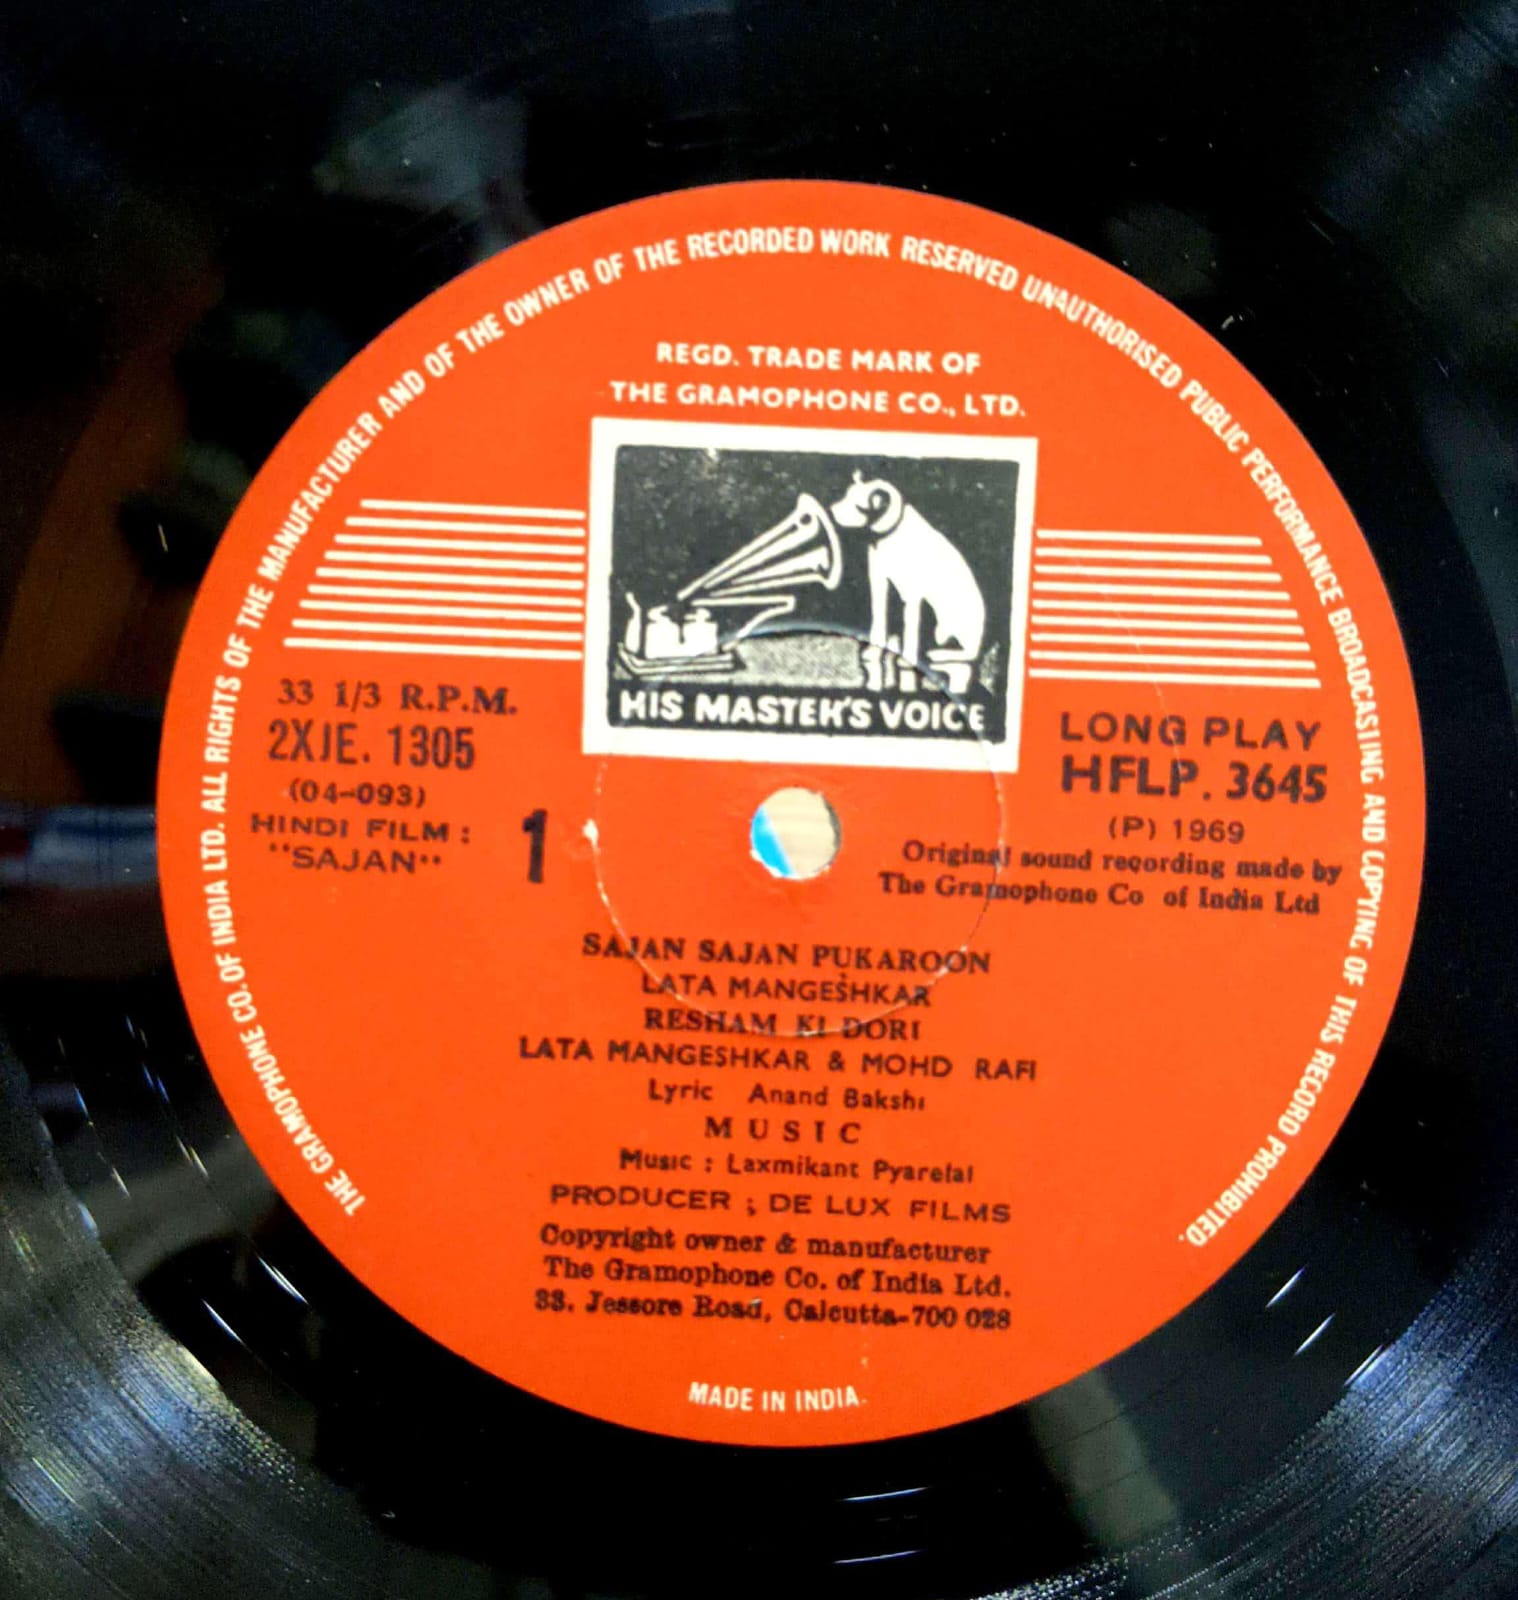 THE GRAMOPHONE CO. OF INDIA LTD. ALL RIGHTS OF THE MANUFACTURER AND OF THE OWNER OF THE RECORDED WORK RESERVED UNAUTHORISED PUBLIC PERFORMANCE BROADCASTING AND COPYING OF THIS RECORD PROHIBITED.
REGD. TRADE MARK OF
THE GRAMOPHONE CO., LTD.
HIS MASTER'S VOICE
33 1/3 R.P.M.
2XJE. 1305
(04-093)
HINDI FILM :
"SAJAN"
1
LONG PLAY
HFLP. 3645
(P) 1969
Original sound recording made by
The Gramophone Co of India Ltd
SAJAN SAJAN PUKAROON
LATA MANGESHKAR
RESHAM KI DORI
LATA MANGESHKAR & MOHD RAFI
Lyric Anand Bakshi
MUSIC
Music : Laxmikant Pyarelal
PRODUCER ; DE LUX FILMS
Copyright owner & manufacturer
The Gramophone Co. of India Ltd.
33, Jessore Road, Calcutta-700 028
MADE IN INDIA